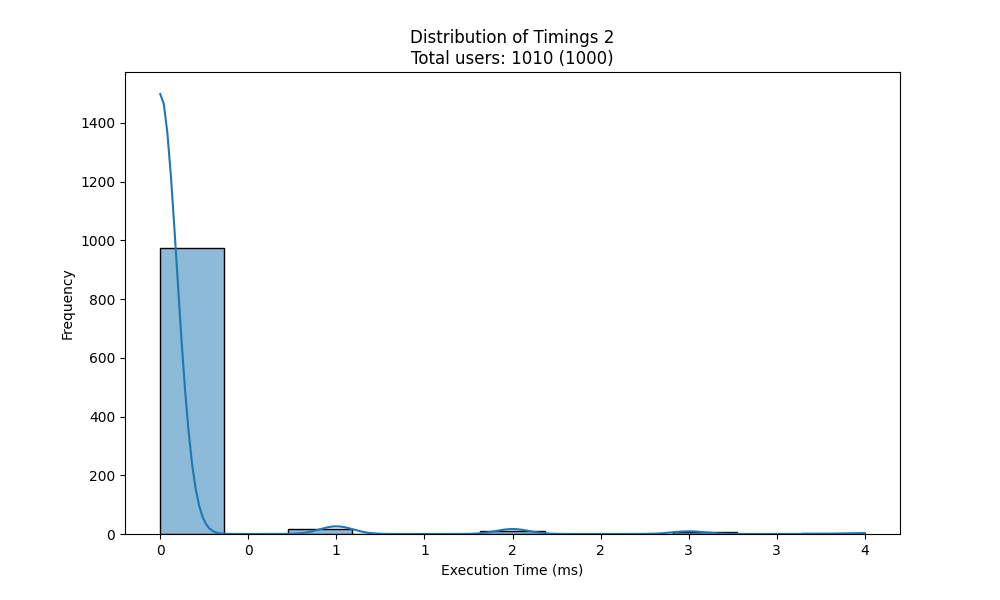 Distribution of Timings 2
Total users: 1010 (1000)
1400
1200
1000
800
600
400
200
0
Frequency
0 0 1 1 2 2 3 3 4
Execution Time (ms)